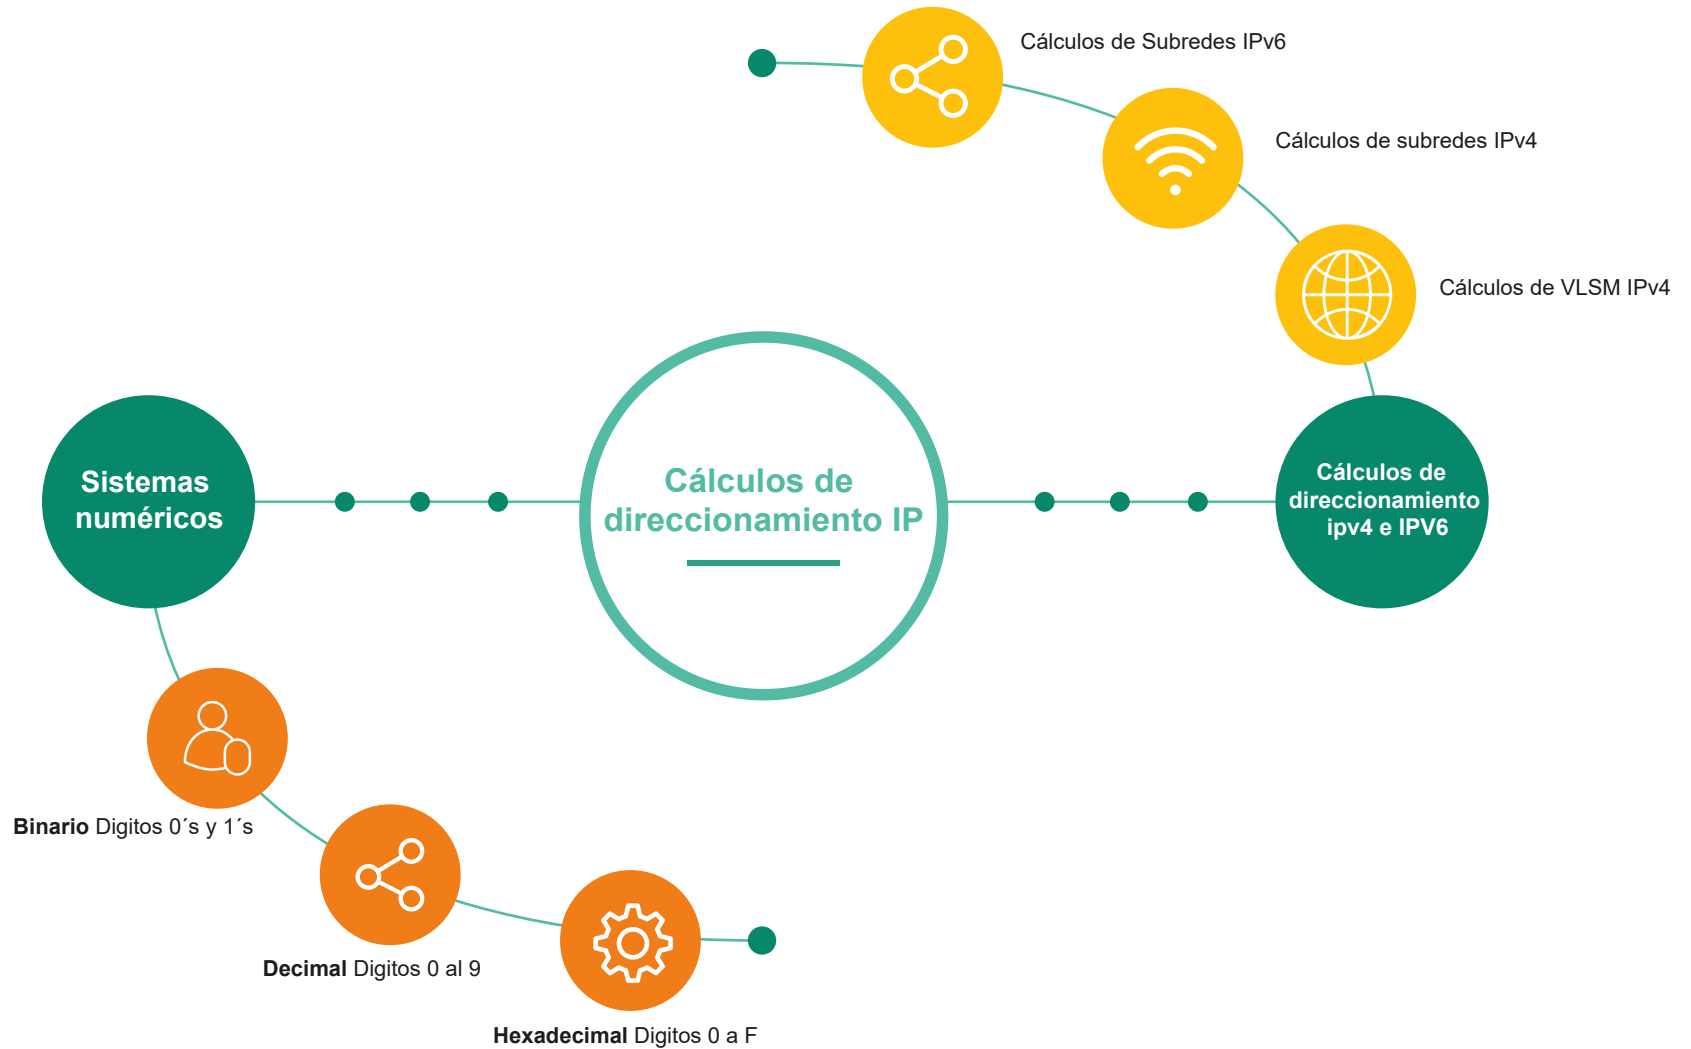 Cálculos de Subredes IPv6
Cálculos de subredes IPv4
Cálculos de VLSM IPv4
Sistemas
numéricos
Cálculos de
direccionamiento IP
Cálculos de
direccionamiento
ipv4 e IPV6
Binario Digitos 0´s y 1´s
Decimal Digitos 0 al 9
Hexadecimal Digitos 0 a F